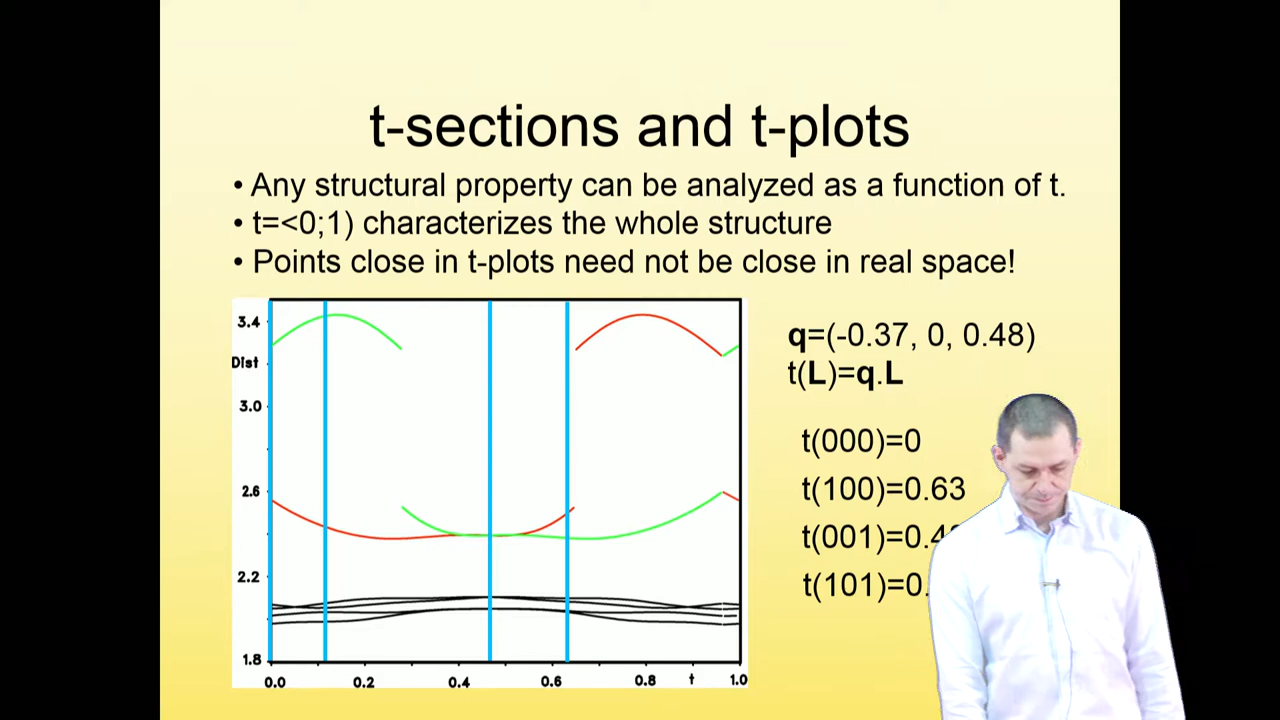 t-sections and t-plots
• Any structural property can be analyzed as a function of t.
• t=<0;1) characterizes the whole structure
• Points close in t-plots need not be close in real space!
3.4
Dist
3.0
2.6
2.2
1.8
0.0 0.2 0.4 0.6 0.8 t 1.0
q=(-0.37, 0, 0.48)
t(L)=q.L
t(000)=0
t(100)=0.63
t(001)=0.4
t(101)=0.